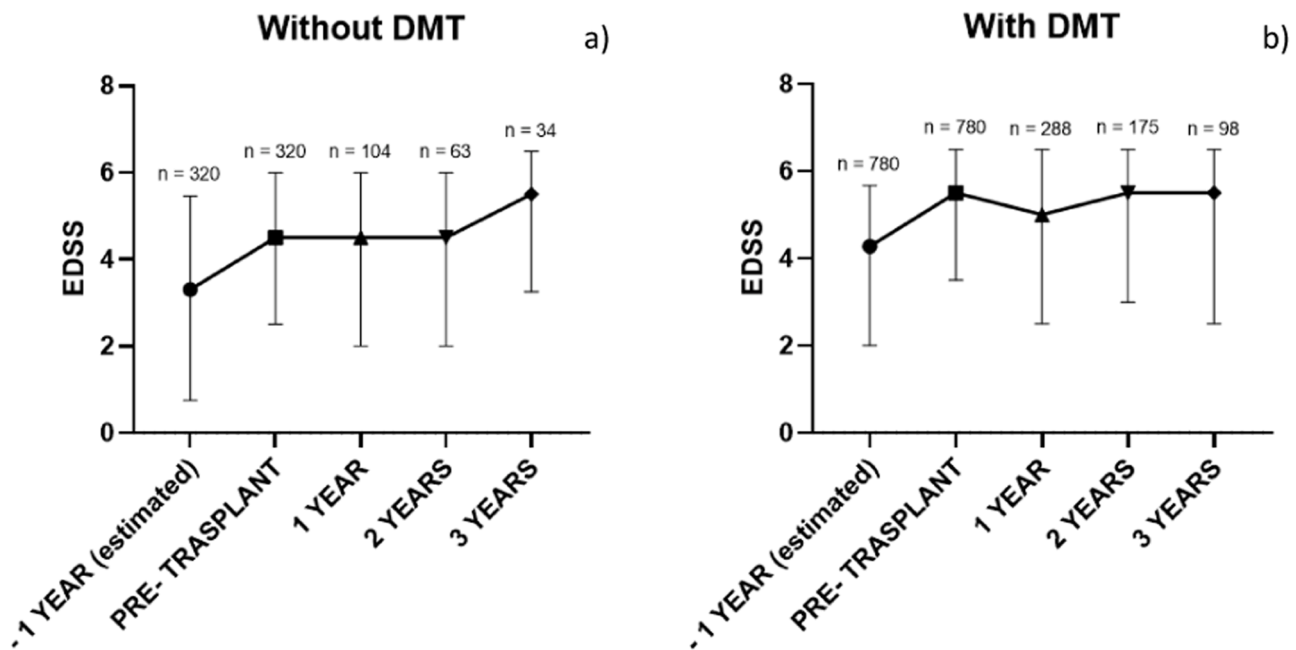 Without DMT
a)
EDSS
8
6
4
2
0
n = 320
n = 320
n = 104
n = 63
n = 34
- 1 YEAR (estimated)
PRE- TRASPLANT
1 YEAR
2 YEARS
3 YEARS
With DMT
b)
EDSS
8
6
4
2
0
n = 780
n = 780
n = 288
n = 175
n = 98
- 1 YEAR (estimated)
PRE- TRASPLANT
1 YEAR
2 YEARS
3 YEARS